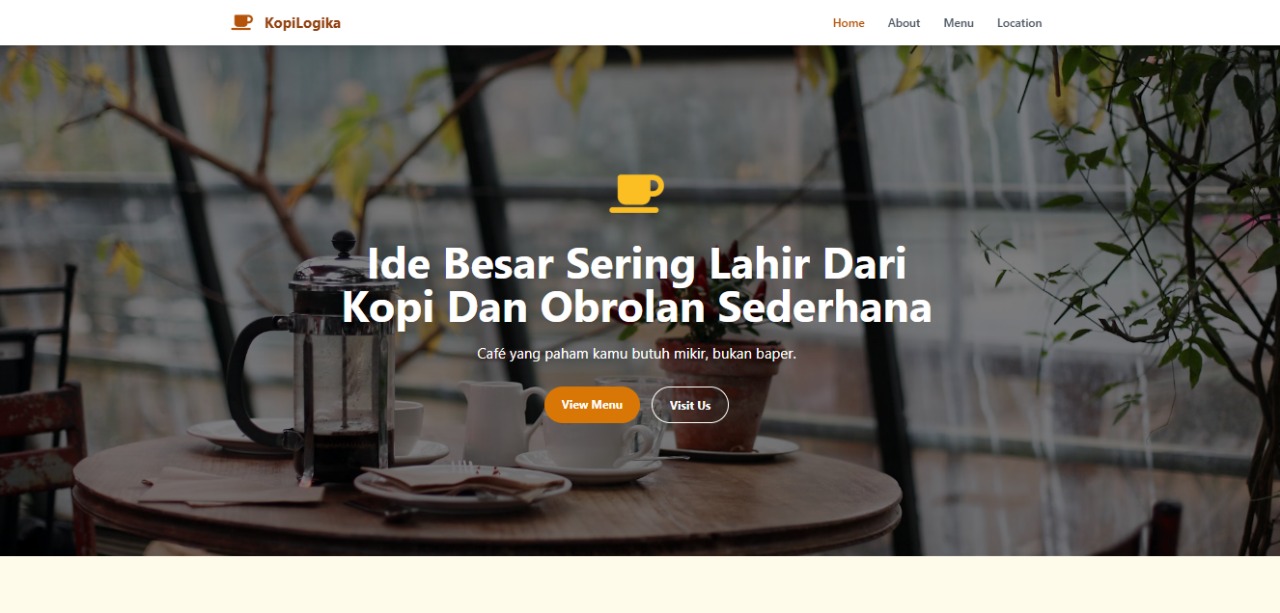 KopiLogika
Home About Menu Location
Ide Besar Sering Lahir Dari
Kopi Dan Obrolan Sederhana
Café yang paham kamu butuh mikir, bukan baper.
View Menu
Visit Us